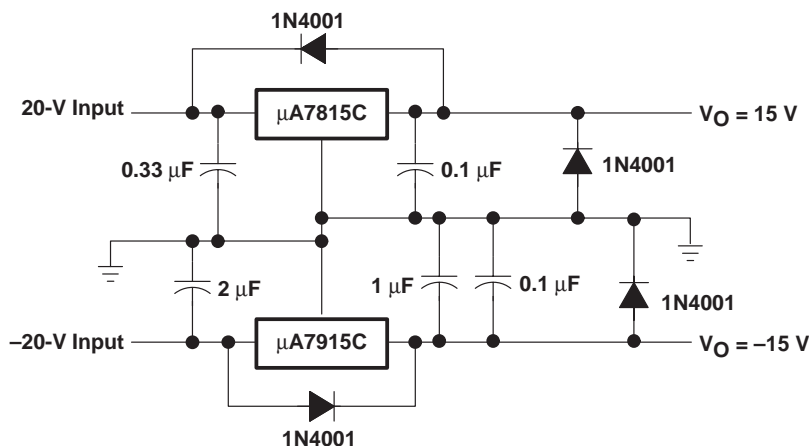 1N4001
20-V Input
μA7815C
VO = 15 V
0.33 μF
0.1 μF
1N4001
2 μF
1 μF
0.1 μF
1N4001
–20-V Input
μA7915C
VO = –15 V
1N4001